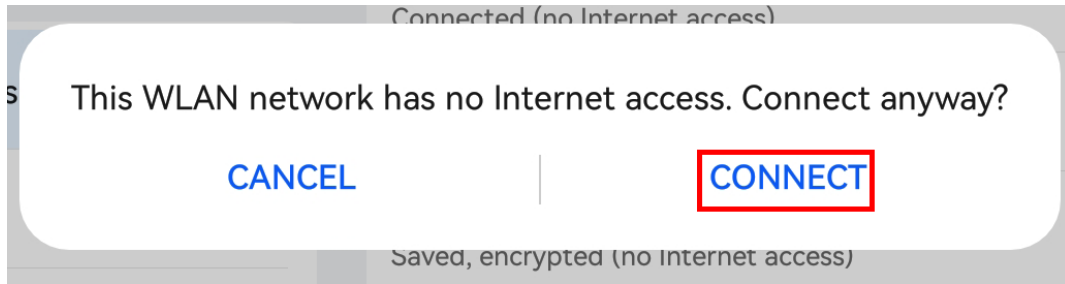 Connected (no Internet access)
s
This WLAN network has no Internet access. Connect anyway?
CANCEL
CONNECT
Saved, encrypted (no Internet access)